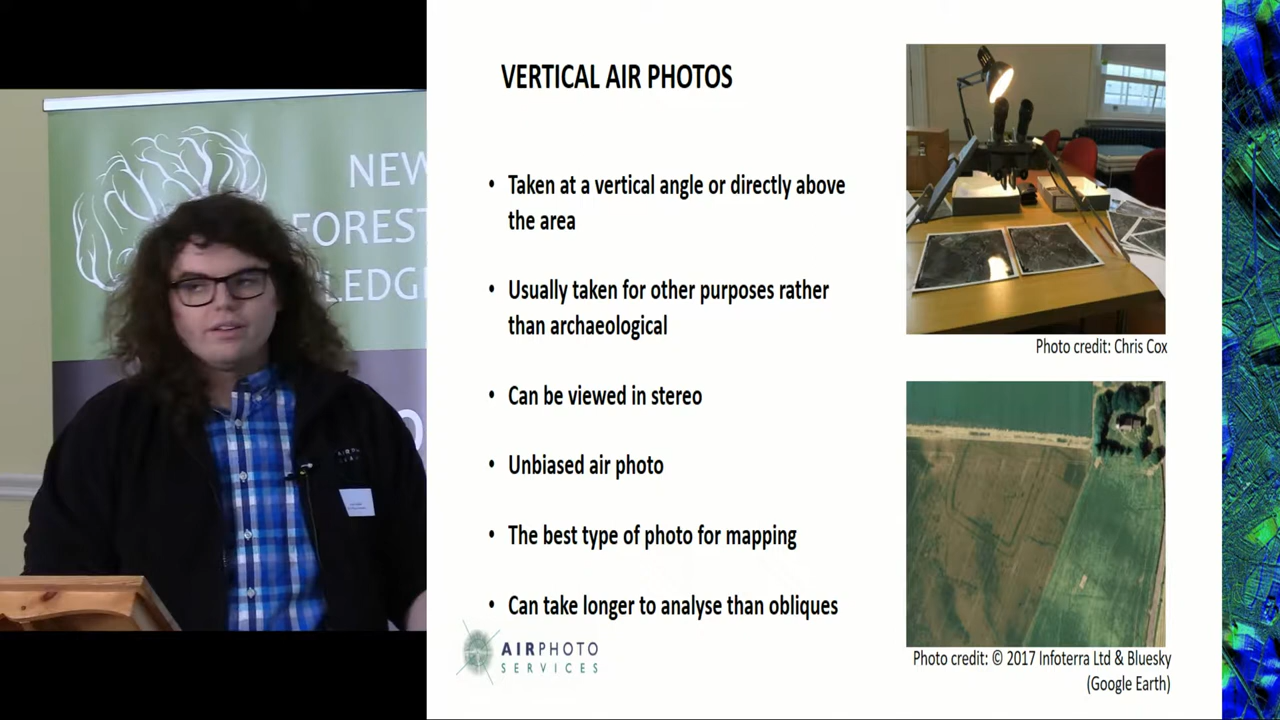 NEW
FOREST
LEDG
VERTICAL AIR PHOTOS
• Taken at a vertical angle or directly above
the area
• Usually taken for other purposes rather
than archaeological
• Can be viewed in stereo
• Unbiased air photo
• The best type of photo for mapping
• Can take longer to analyse than obliques
AIRPHOTO
SERVICES
Photo credit: Chris Cox
Photo credit: © 2017 Infoterra Ltd & Bluesky
(Google Earth)